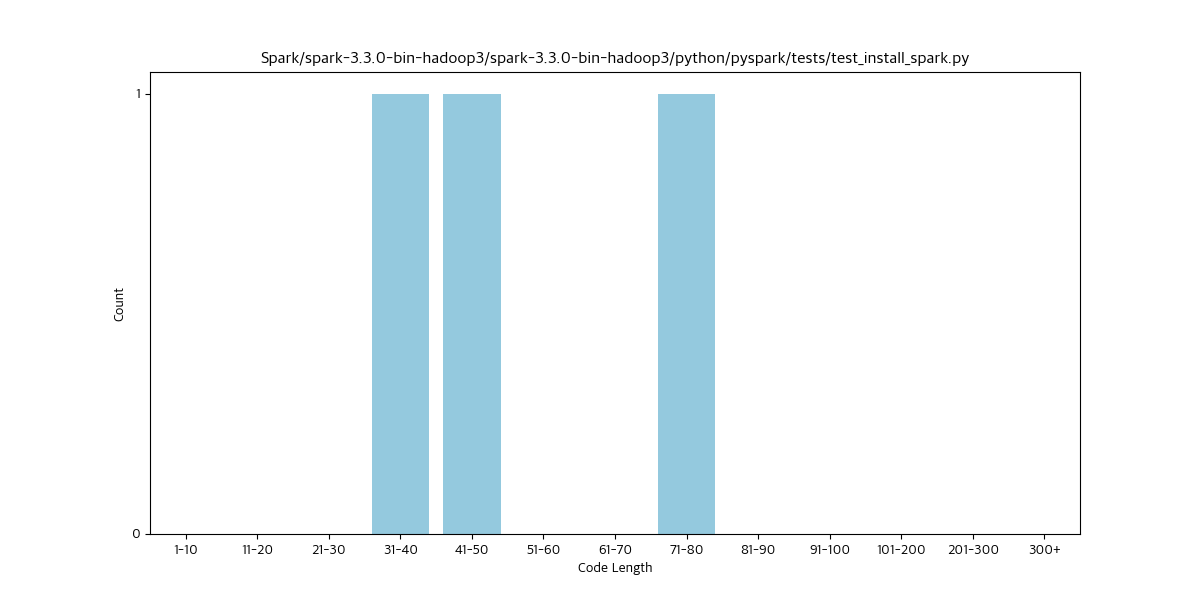 Spark/spark-3.3.0-bin-hadoop3/spark-3.3.0-bin-hadoop3/python/pyspark/tests/test_install_spark.py
1
Count
0
1-10 11-20 21-30 31-40 41-50 51-60 61-70 71-80 81-90 91-100 101-200 201-300 300+
Code Length